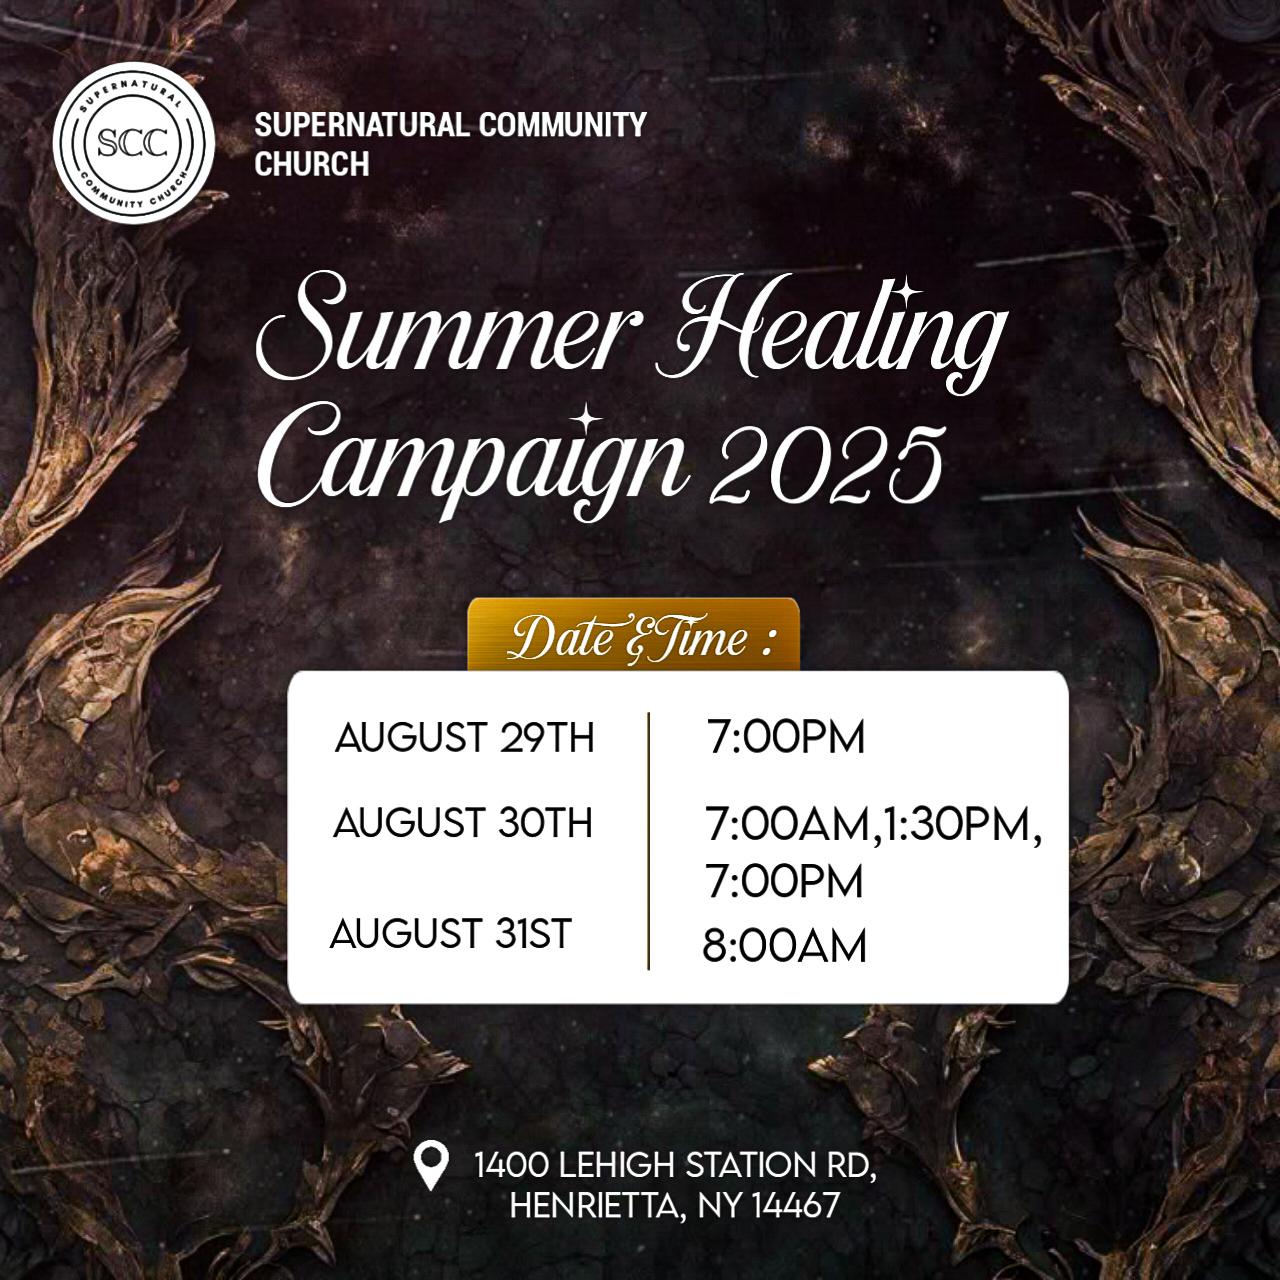 SUPERNATURAL
SCC
COMMUNITY CHURCH
SUPERNATURAL COMMUNITY
CHURCH
Summer Healing
Campaign 2025
Date & Time :
AUGUST 29TH 7:00PM
AUGUST 30TH 7:00AM,1:30PM,
7:00PM
AUGUST 31ST 8:00AM
1400 LEHIGH STATION RD,
HENRIETTA, NY 14467